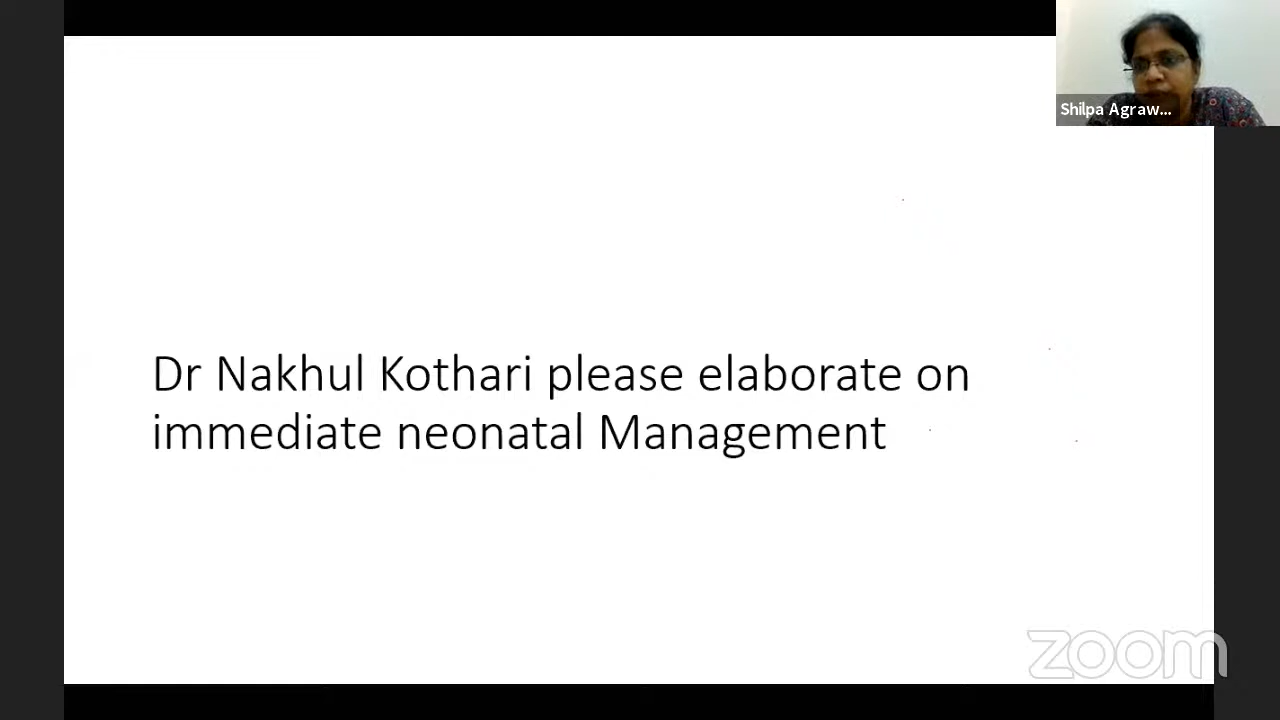 Shilpa Agraw...
Dr Nakhul Kothari please elaborate on
immediate neonatal Management
zoom